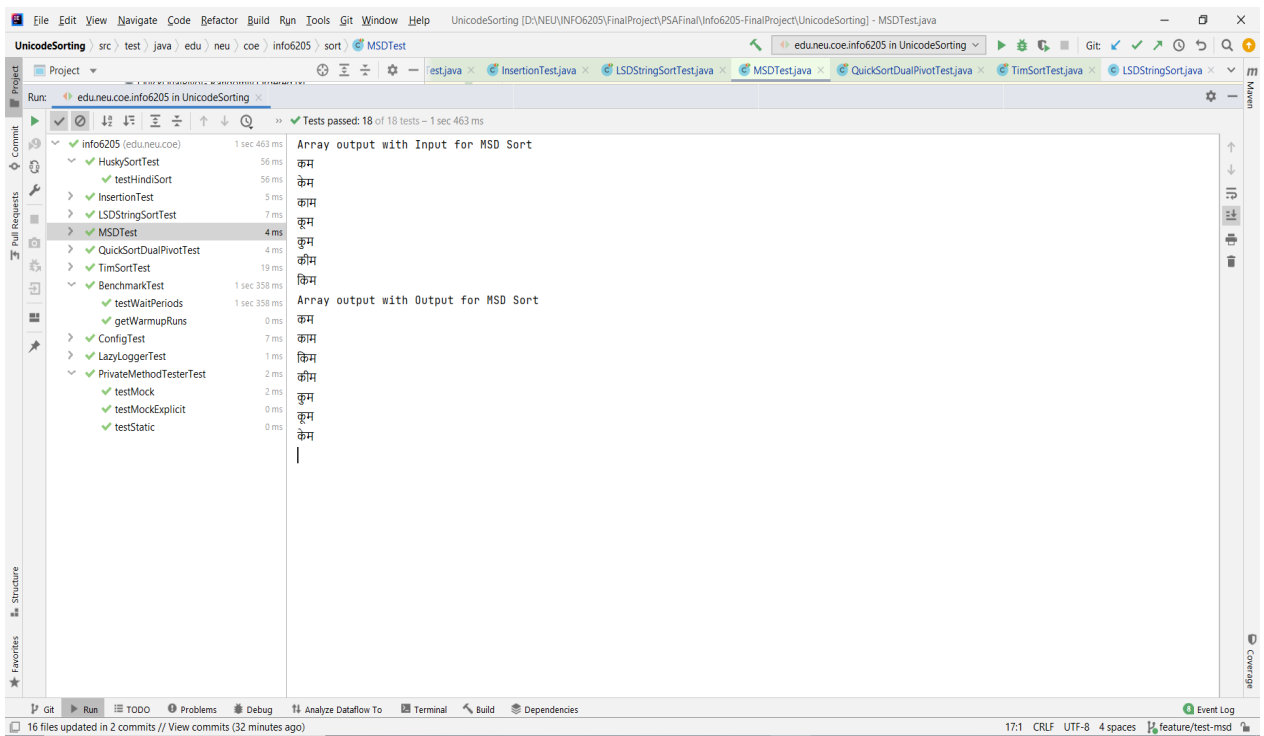 File Edit View Navigate Code Refactor Build Run Tools Git Window Help UnicodeSorting [D:\NEU\INFO6205\FinalProject\PSAFinal\Info6205-FinalProject\UnicodeSorting] - MSDTest.java
UnicodeSorting src test java edu neu coe info6205 sort MSDTest edu.neu.coe.info6205 in UnicodeSorting Git:
Project est.java InsertionTest.java LSDStringSortTest.java MSDTest.java QuickSortDualPivotTest.java TimSortTest.java LSDStringSort.java
Run: edu.neu.coe.info6205 in UnicodeSorting
Tests passed: 18 of 18 tests – 1 sec 463 ms
info6205 (edu.neu.coe) 1 sec 463 ms
HuskySortTest 56 ms
testHindiSort 56 ms
InsertionTest 5 ms
LSDStringSortTest 7 ms
MSDTest 4 ms
QuickSortDualPivotTest 4 ms
TimSortTest 19 ms
BenchmarkTest 1 sec 358 ms
testWaitPeriods 1 sec 358 ms
getWarmupRuns 0 ms
ConfigTest 7 ms
LazyLoggerTest 1 ms
PrivateMethodTesterTest 2 ms
testMock 2 ms
testMockExplicit 0 ms
testStatic 0 ms
Array output with Input for MSD Sort
कम
केम
काम
कूम
कुम
कीम
किम
Array output with Output for MSD Sort
कम
काम
किम
कीम
कुम
कूम
केम
Project
Commit
Pull Requests
Structure
Favorites
m
Maven
Coverage
Git Run TODO Problems Debug Analyze Dataflow To Terminal Build Dependencies 8 Event Log
16 files updated in 2 commits // View commits (32 minutes ago) 17:1 CRLF UTF-8 4 spaces feature/test-msd